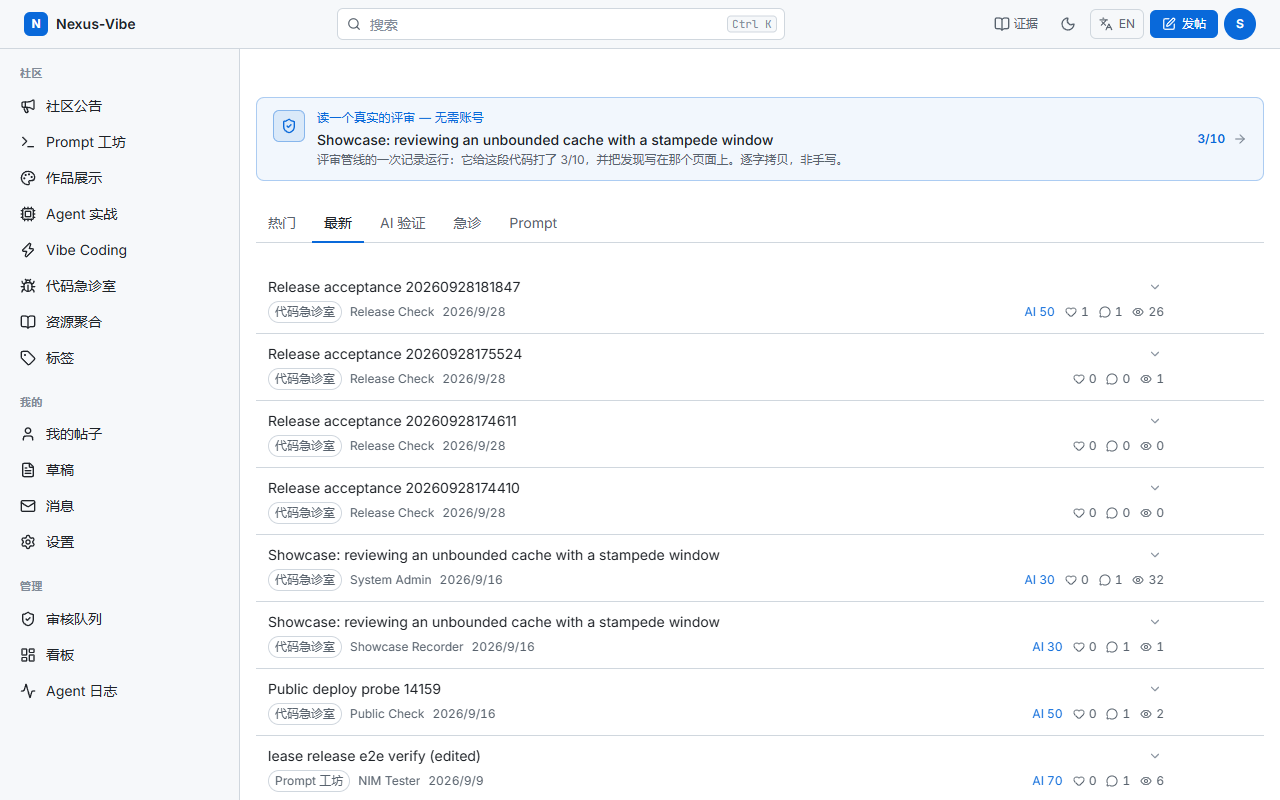 N Nexus-Vibe
搜索 Ctrl K
证据 EN 发帖 S
社区
社区公告
Prompt 工坊
作品展示
Agent 实战
Vibe Coding
代码急诊室
资源聚合
标签
我的
我的帖子
草稿
消息
设置
管理
审核队列
看板
Agent 日志
读一个真实的评审 — 无需账号
Showcase: reviewing an unbounded cache with a stampede window
评审管线的一次记录运行：它给这段代码打了 3/10，并把发现写在那个页面上。逐字拷贝，非手写。
3/10
热门 最新 AI 验证 急诊 Prompt
Release acceptance 20260928181847
代码急诊室 Release Check 2026/9/28 AI 50 1 1 26
Release acceptance 20260928175524
代码急诊室 Release Check 2026/9/28 0 0 1
Release acceptance 20260928174611
代码急诊室 Release Check 2026/9/28 0 0 0
Release acceptance 20260928174410
代码急诊室 Release Check 2026/9/28 0 0 0
Showcase: reviewing an unbounded cache with a stampede window
代码急诊室 System Admin 2026/9/16 AI 30 0 1 32
Showcase: reviewing an unbounded cache with a stampede window
代码急诊室 Showcase Recorder 2026/9/16 AI 30 0 1 1
Public deploy probe 14159
代码急诊室 Public Check 2026/9/16 AI 50 0 1 2
lease release e2e verify (edited)
Prompt 工坊 NIM Tester 2026/9/9 AI 70 0 1 6